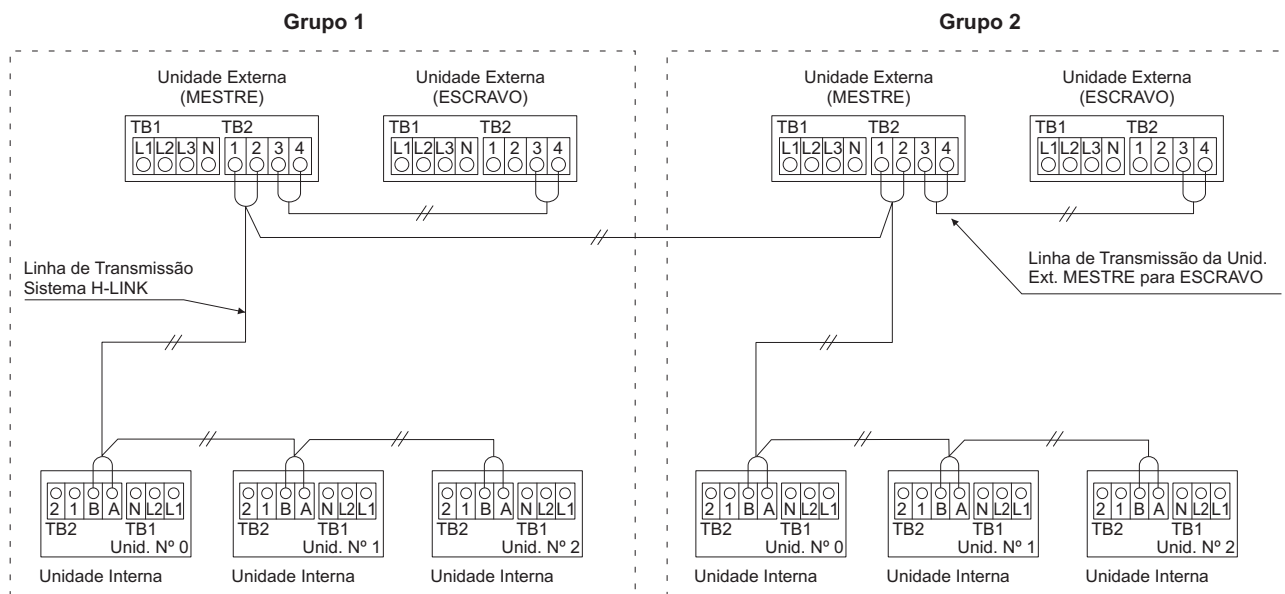 Grupo 1
Grupo 2
Unidade Externa
(MESTRE)
Unidade Externa
(ESCRAVO)
Unidade Externa
(MESTRE)
Unidade Externa
(ESCRAVO)
TB1 TB2
L1 L2 L3 N 1 2 3 4
TB1 TB2
L1 L2 L3 N 1 2 3 4
TB1 TB2
L1 L2 L3 N 1 2 3 4
TB1 TB2
L1 L2 L3 N 1 2 3 4
Linha de Transmissão
Sistema H-LINK
Linha de Transmissão da Unid.
Ext. MESTRE para ESCRAVO
2 1 B A N L2 L1
TB2 TB1
Unid. Nº 0
Unidade Interna
2 1 B A N L2 L1
TB2 TB1
Unid. Nº 1
Unidade Interna
2 1 B A N L2 L1
TB2 TB1
Unid. Nº 2
Unidade Interna
2 1 B A N L2 L1
TB2 TB1
Unid. Nº 0
Unidade Interna
2 1 B A N L2 L1
TB2 TB1
Unid. Nº 1
Unidade Interna
2 1 B A N L2 L1
TB2 TB1
Unid. Nº 2
Unidade Interna